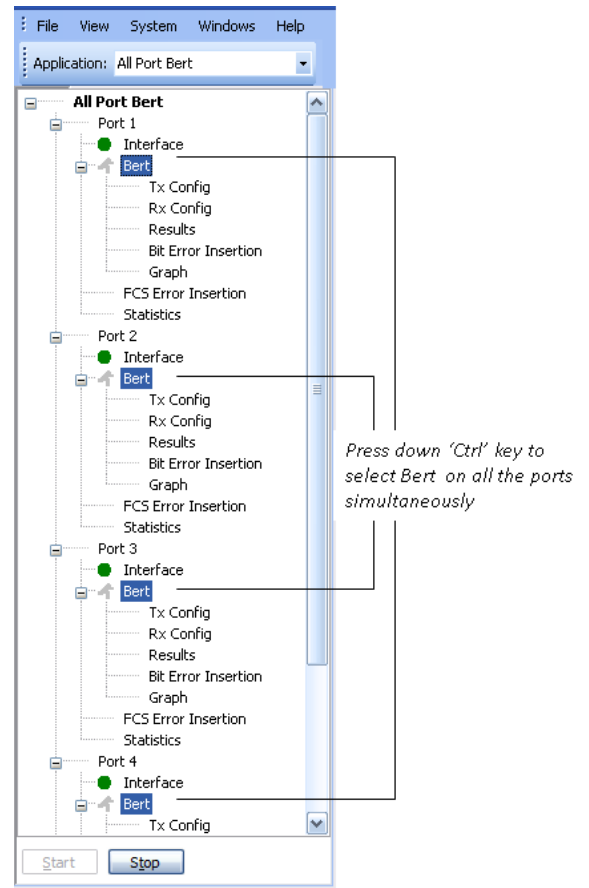 File View System Windows Help
Application: All Port Bert
All Port Bert
Port 1
Interface
Bert
Tx Config
Rx Config
Results
Bit Error Insertion
Graph
FCS Error Insertion
Statistics
Port 2
Interface
Bert
Tx Config
Rx Config
Results
Bit Error Insertion
Graph
FCS Error Insertion
Statistics
Port 3
Interface
Bert
Tx Config
Rx Config
Results
Bit Error Insertion
Graph
FCS Error Insertion
Statistics
Port 4
Interface
Bert
Tx Config
Start Stop
Press down ‘Ctrl’ key to
select Bert on all the ports
simultaneously